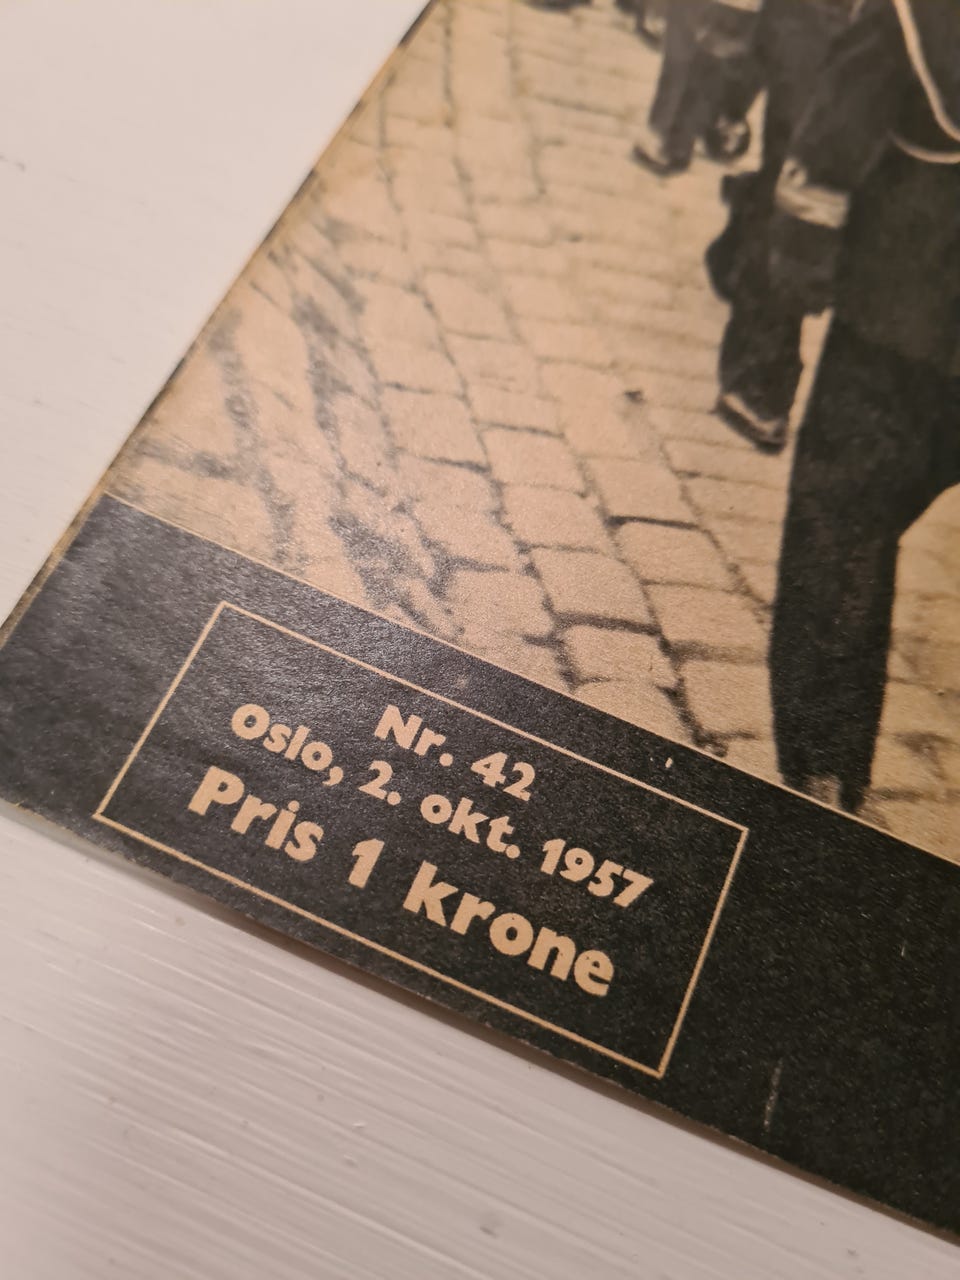 Nr. 42
Oslo, 2. okt. 1957
Pris 1 krone